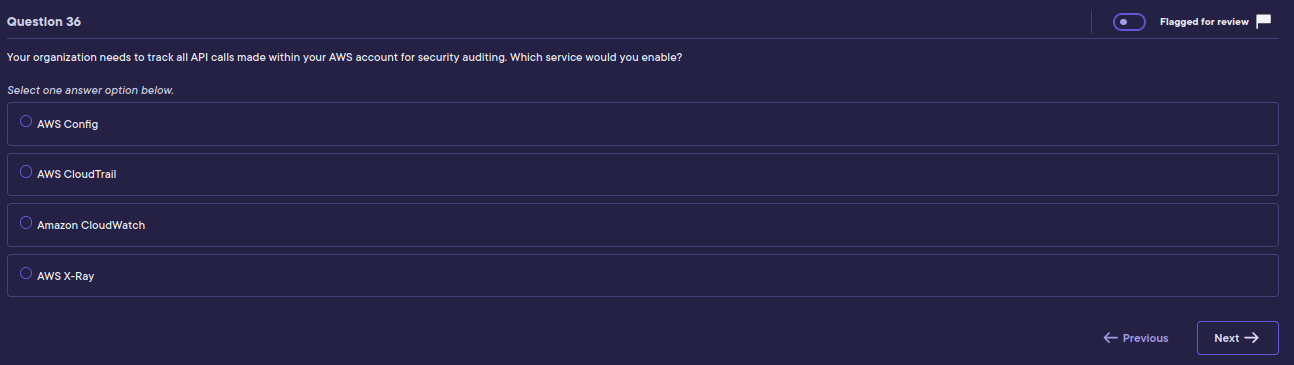 Question 36
Flagged for review
Your organization needs to track all API calls made within your AWS account for security auditing. Which service would you enable?
Select one answer option below.
AWS Config
AWS CloudTrail
Amazon CloudWatch
AWS X-Ray
Previous
Next